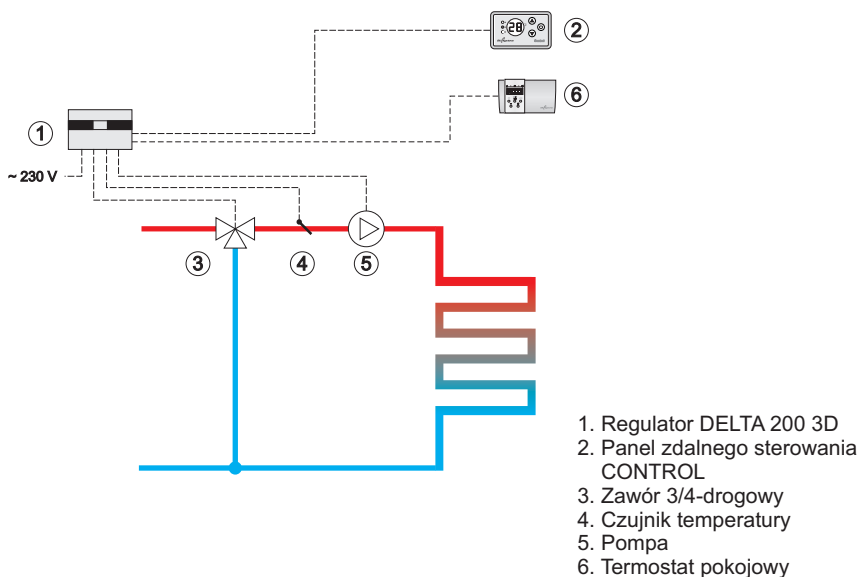 28
2
6
1
~ 230 V
3
4
5
1. Regulator DELTA 200 3D
2. Panel zdalnego sterowania
CONTROL
3. Zawór 3/4-drogowy
4. Czujnik temperatury
5. Pompa
6. Termostat pokojowy